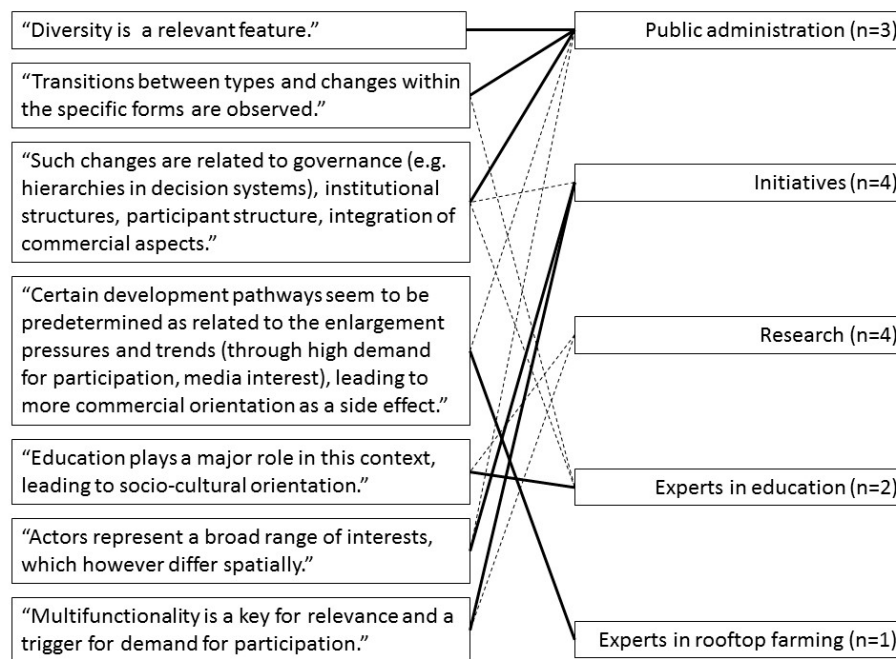 “Diversity is a relevant feature.”
Public administration (n=3)
“Transitions between types and changes within
the specific forms are observed.”
“Such changes are related to governance (e.g.
hierarchies in decision systems), institutional
structures, participant structure, integration of
commercial aspects.”
Initiatives (n=4)
“Certain development pathways seem to be
predetermined as related to the enlargement
pressures and trends (through high demand
for participation, media interest), leading to
more commercial orientation as a side effect.”
Research (n=4)
“Education plays a major role in this context,
leading to socio-cultural orientation.”
Experts in education (n=2)
“Actors represent a broad range of interests,
which however differ spatially.”
“Multifunctionality is a key for relevance and a
trigger for demand for participation.”
Experts in rooftop farming (n=1)